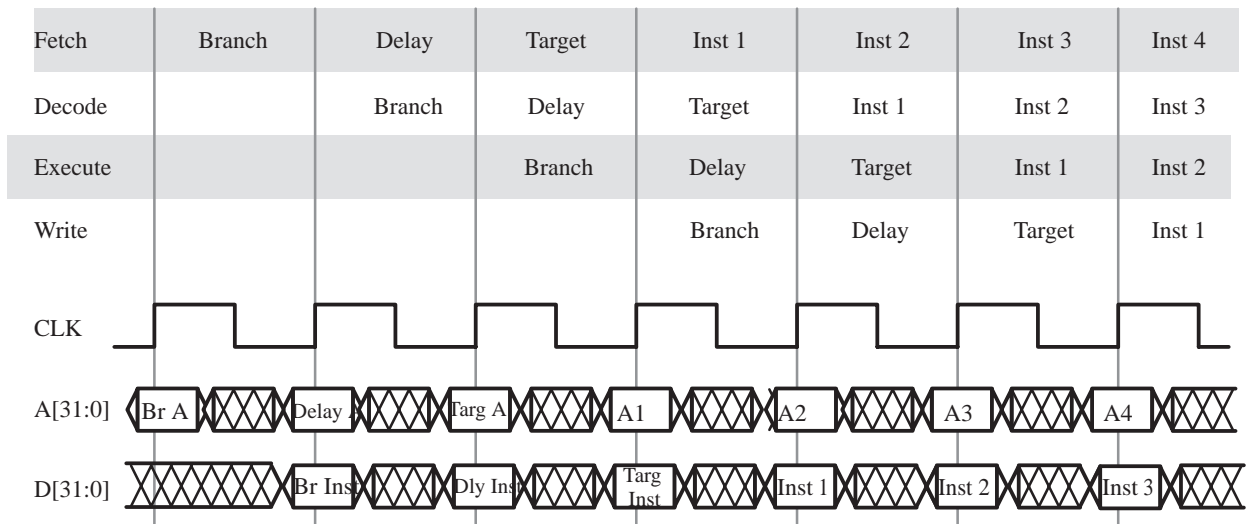 Fetch Branch Delay Target Inst 1 Inst 2 Inst 3 Inst 4
Decode Branch Delay Target Inst 1 Inst 2 Inst 3
Execute Branch Delay Target Inst 1 Inst 2
Write Branch Delay Target Inst 1
CLK
A[31:0] Br A Delay A Targ A A1 A2 A3 A4
D[31:0] Br Inst Dly Inst Targ Inst Inst 1 Inst 2 Inst 3